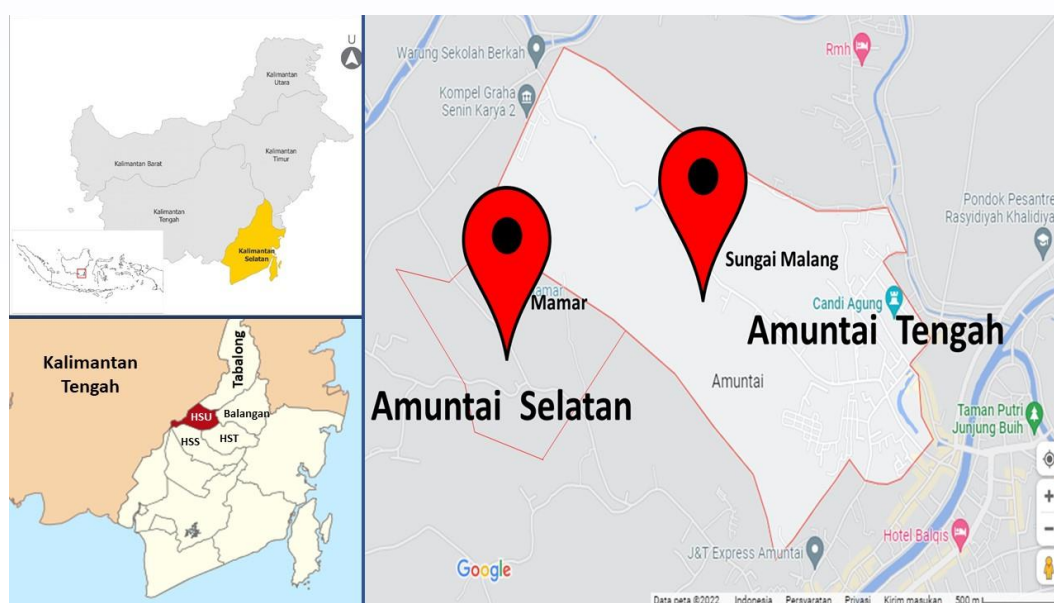 U
Kalimantan
Utara
Kalimantan Barat
Kalimantan
Timur
Kalimantan
Tengah
Kalimantan
Selatan
Kalimantan
Tengah
Tabalong
HSU
Balangan
HSS
HST
Warung Sekolah Berkah
Kompel Graha
Senin Karya 2
Rmh
Pondok Pesantre
Rasyidiyah Khalidiya
Sungai Malang
Mamar
Candi Agung
Amuntai Tengah
Amuntai
Amuntai Selatan
Taman Putri
Junjung Buih
Hotel Balqis
J&T Express Amuntai
Google
Data peta ©2022 Indonesia Persyaratan Privasi Kirim masukan 500 m